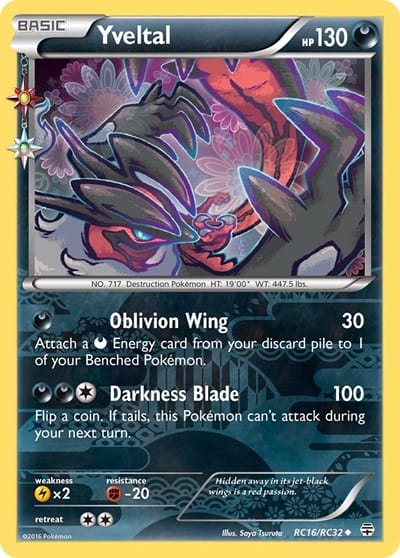 BASIC Yveltal HP130
NO. 717 Destruction Pokémon HT: 19'00" WT: 447.5 lbs.
Oblivion Wing 30
Attach a Energy card from your discard pile to 1
of your Benched Pokémon.
Darkness Blade 100
Flip a coin. If tails, this Pokémon can't attack during
your next turn.
weakness resistance
×2 -20
retreat
Hidden away in its jet-black
wings is a red passion.
©2016 Pokémon Illus. Saya Tsuruta RC16/RC32